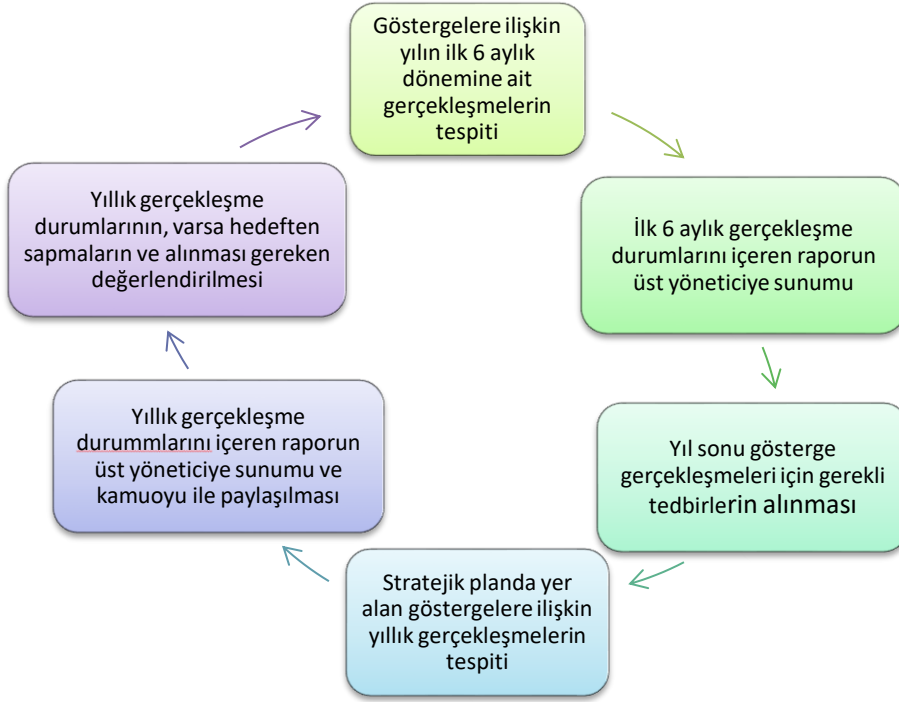 Göstergelere ilişkin
yılın ilk 6 aylık
dönemine ait
gerçekleşmelerin
tespiti
İlk 6 aylık gerçekleşme
durumlarını içeren raporun
üst yöneticiye sunumu
Yıl sonu gösterge
gerçekleşmeleri için gerekli
tedbirlerin alınması
Stratejik planda yer
alan göstergelere ilişkin
yıllık gerçekleşmelerin
tespiti
Yıllık gerçekleşme
durummlarını içeren raporun
üst yöneticiye sunumu ve
kamuoyu ile paylaşılması
Yıllık gerçekleşme
durumlarının, varsa hedeften
sapmaların ve alınması gereken
değerlendirilmesi